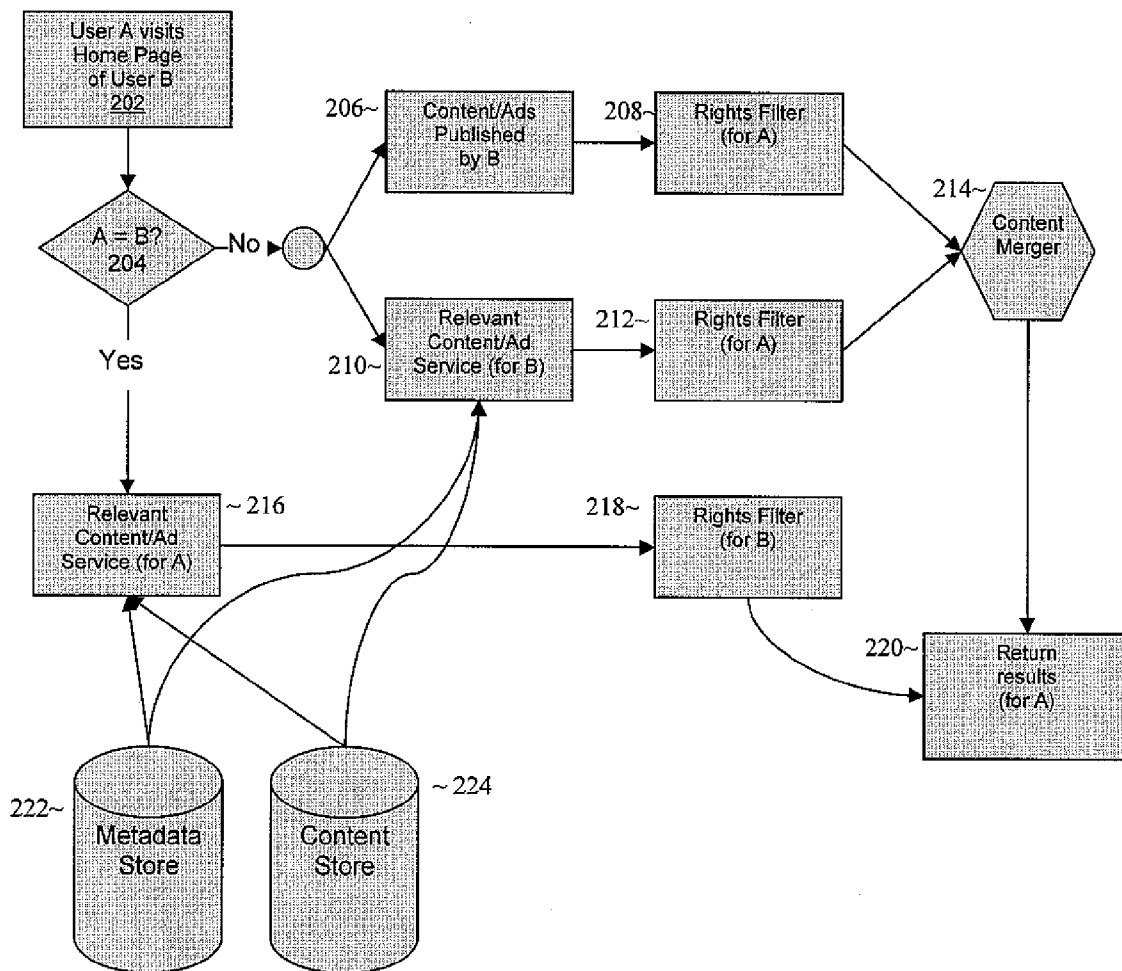 User A visits
Home Page
of User B
202
206~
Content/Ads
Published
by B
208~
Rights Filter
(for A)
214~
Content
Merger
A = B?
204
No
Yes
210~
Relevant
Content/Ad
Service (for B)
212~
Rights Filter
(for A)
Relevant
Content/Ad
Service (for A)
~216
218~
Rights Filter
(for B)
220~
Return
results
(for A)
222~
Metadata
Store
Content
Store
~224